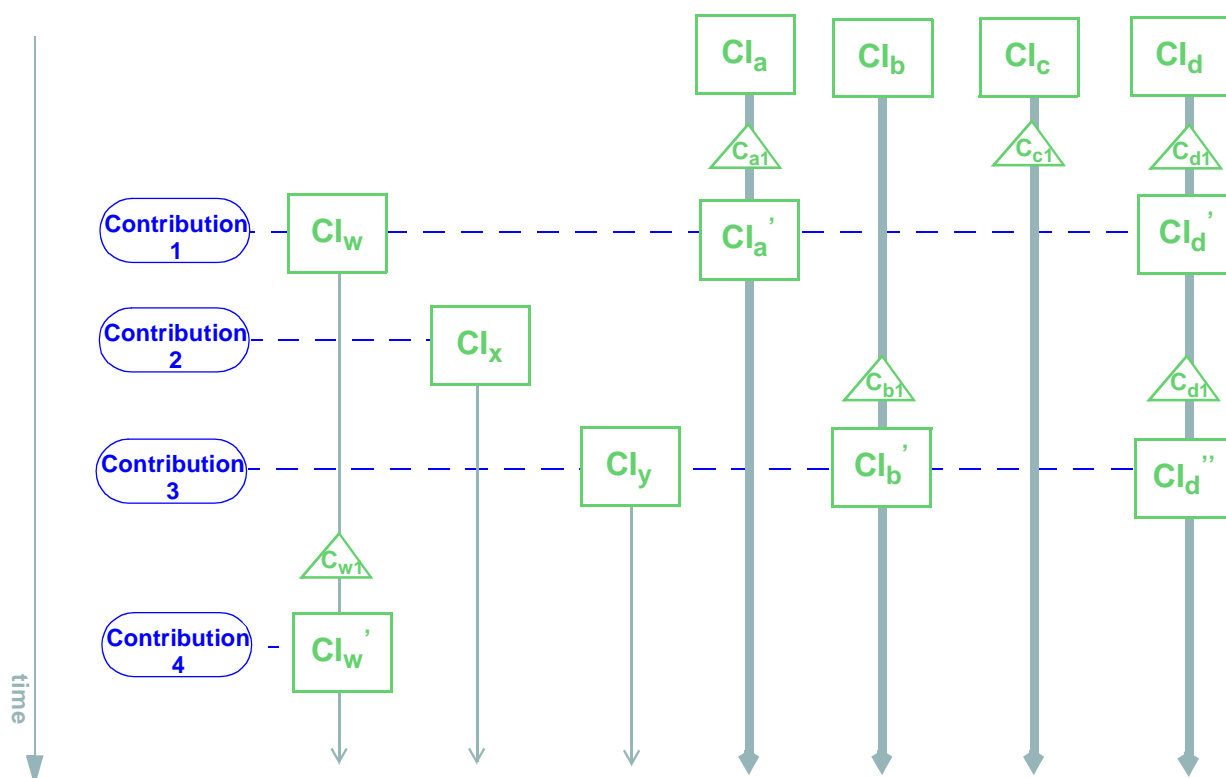 CIa CIb CIc CId
Ca1 Cc1 Cd1
Contribution
1
CIw CIa’ CId’
Contribution
2
CIx
Cb1 Cd1
Contribution
3
CIy CIb’ CId’’
Cw1
Contribution
4
CIw’
time